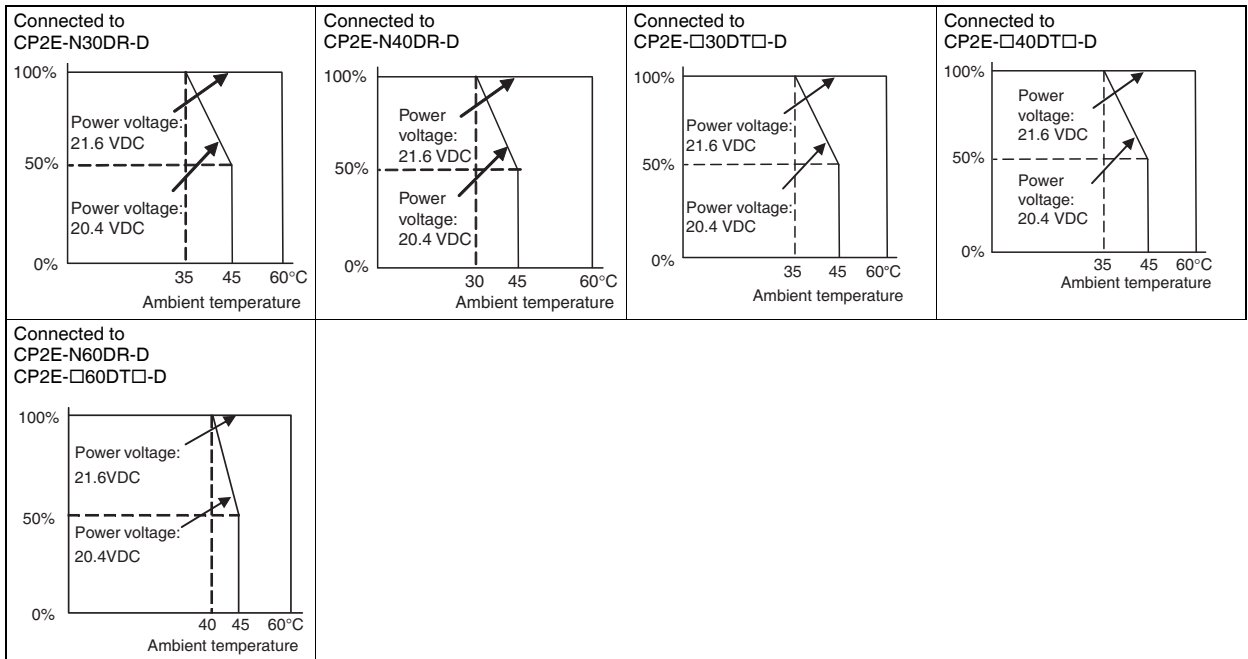 Connected to
CP2E-N30DR-D
100%
Power voltage:
21.6 VDC
50%
Power voltage:
20.4 VDC
0%
35 45 60°C
Ambient temperature
Connected to
CP2E-N40DR-D
100%
Power
voltage:
21.6 VDC
50%
Power
voltage:
20.4 VDC
0%
30 45 60°C
Ambient temperature
Connected to
CP2E-□30DT□-D
100%
Power voltage:
21.6 VDC
50%
Power voltage:
20.4 VDC
0%
35 45 60°C
Ambient temperature
Connected to
CP2E-□40DT□-D
100%
Power
voltage:
21.6 VDC
50%
Power
voltage:
20.4 VDC
0%
35 45 60°C
Ambient temperature
Connected to
CP2E-N60DR-D
CP2E-□60DT□-D
100%
Power voltage:
21.6VDC
50%
Power voltage:
20.4VDC
0%
40 45 60°C
Ambient temperature